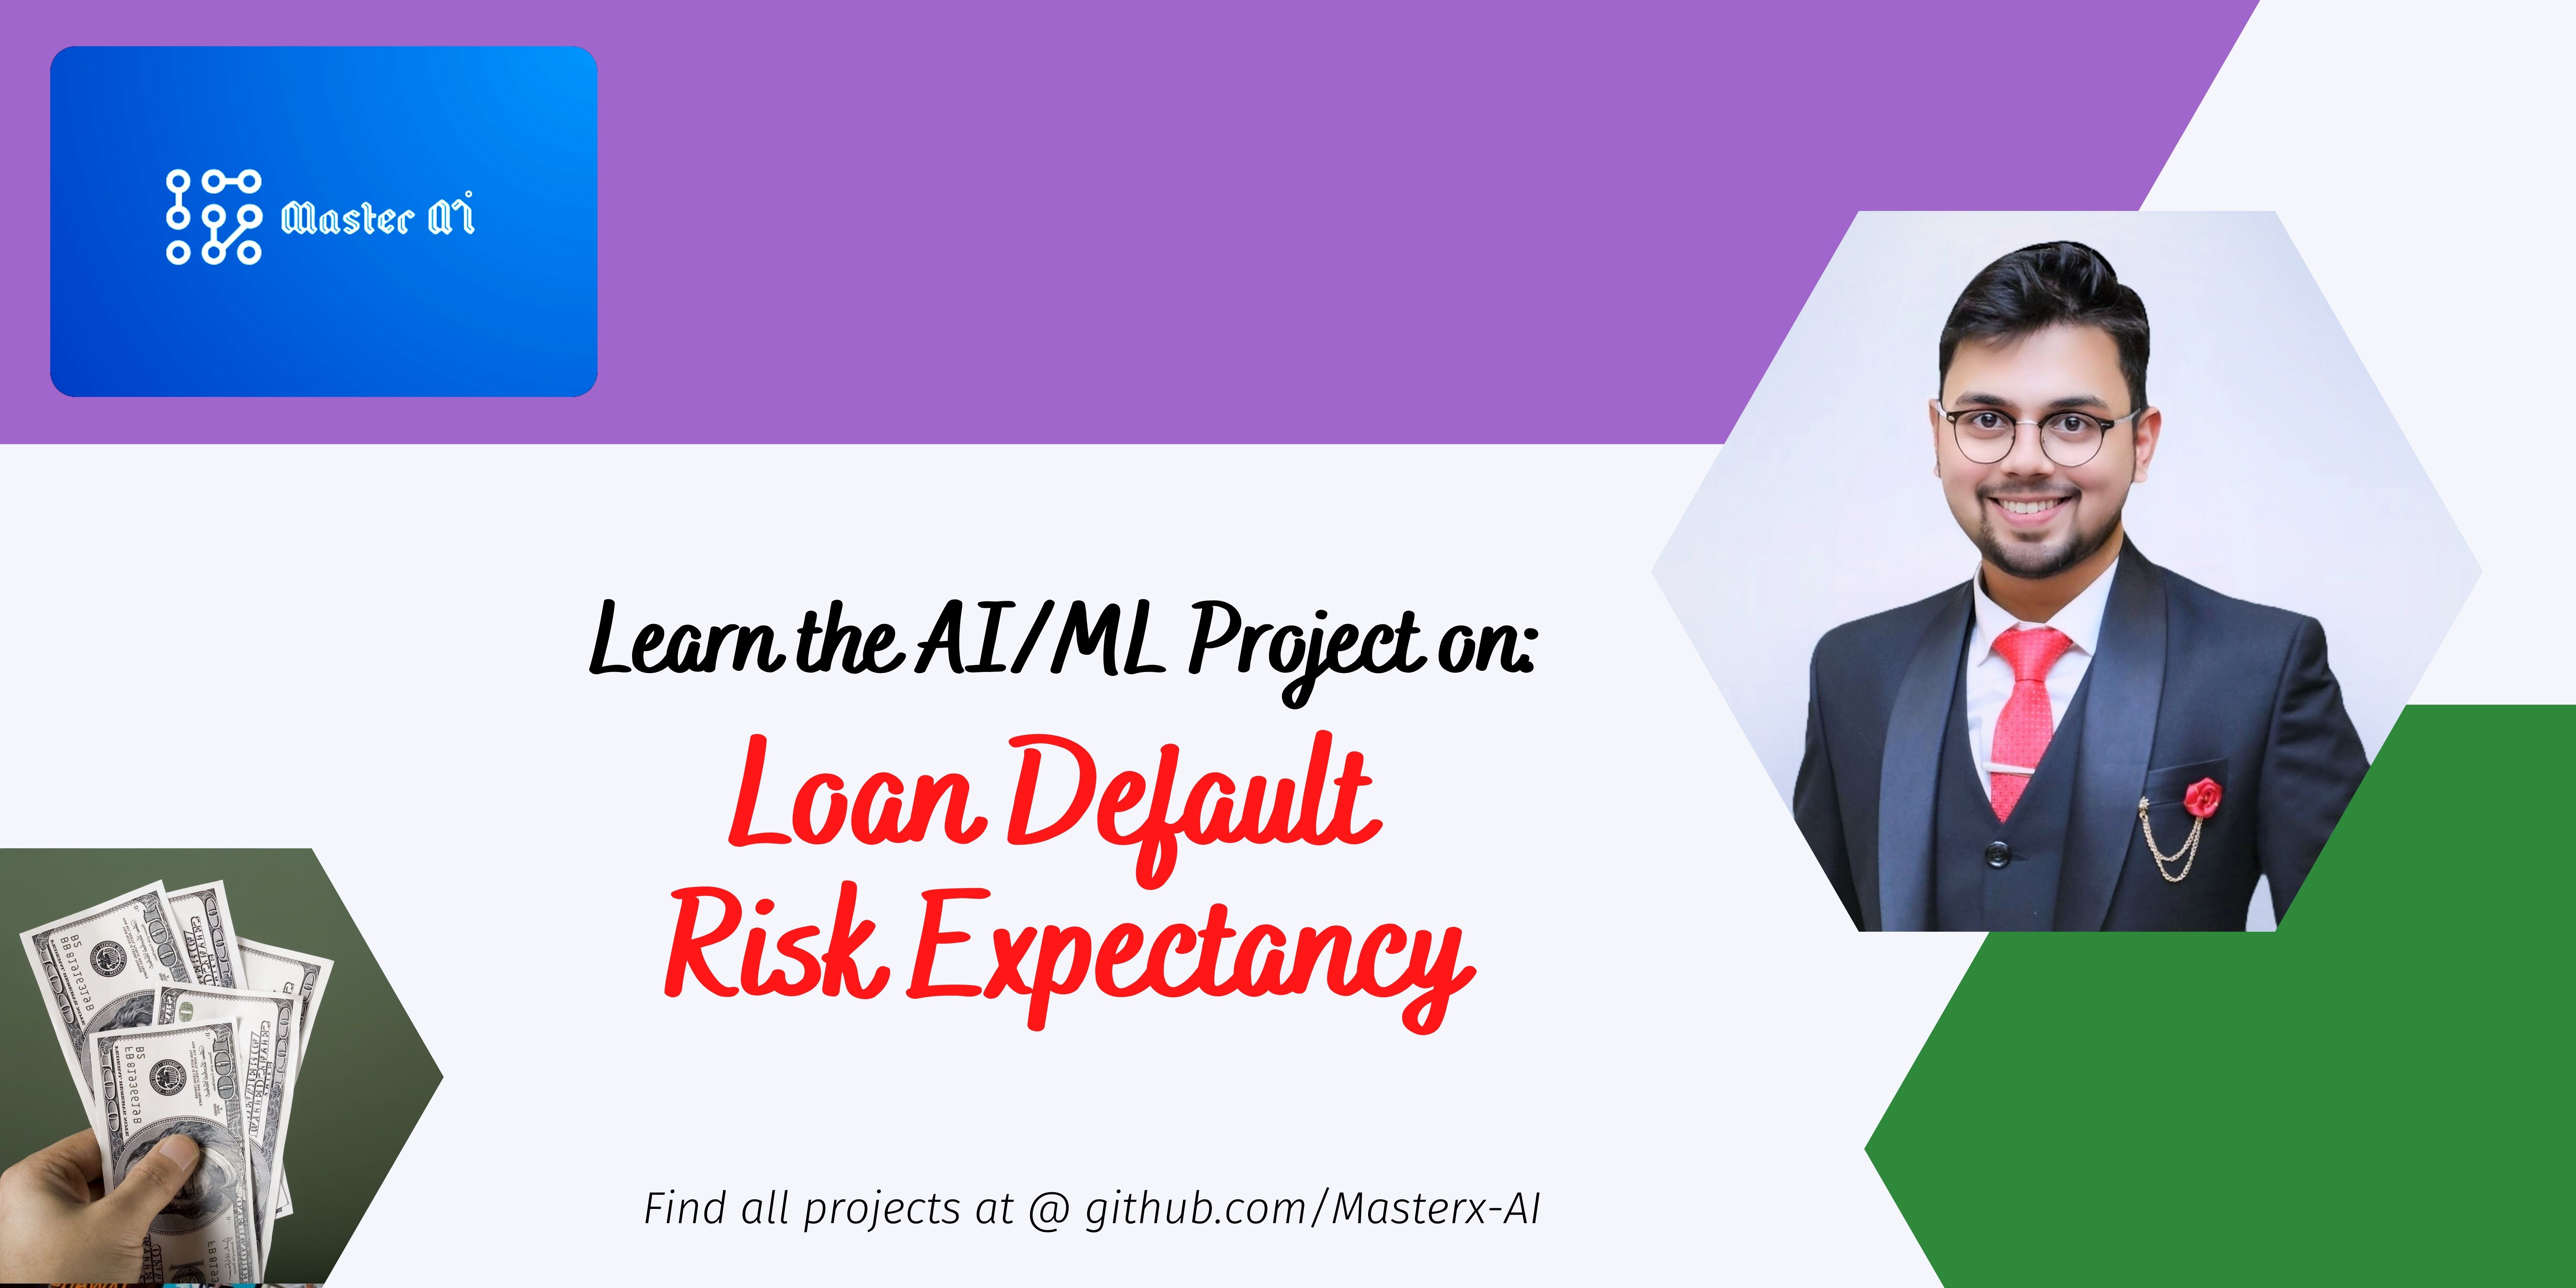 Master Ai
Learn the AI/ML Project on:
Loan Default
Risk Expectancy
Find all projects at @ github.com/Masterx-AI